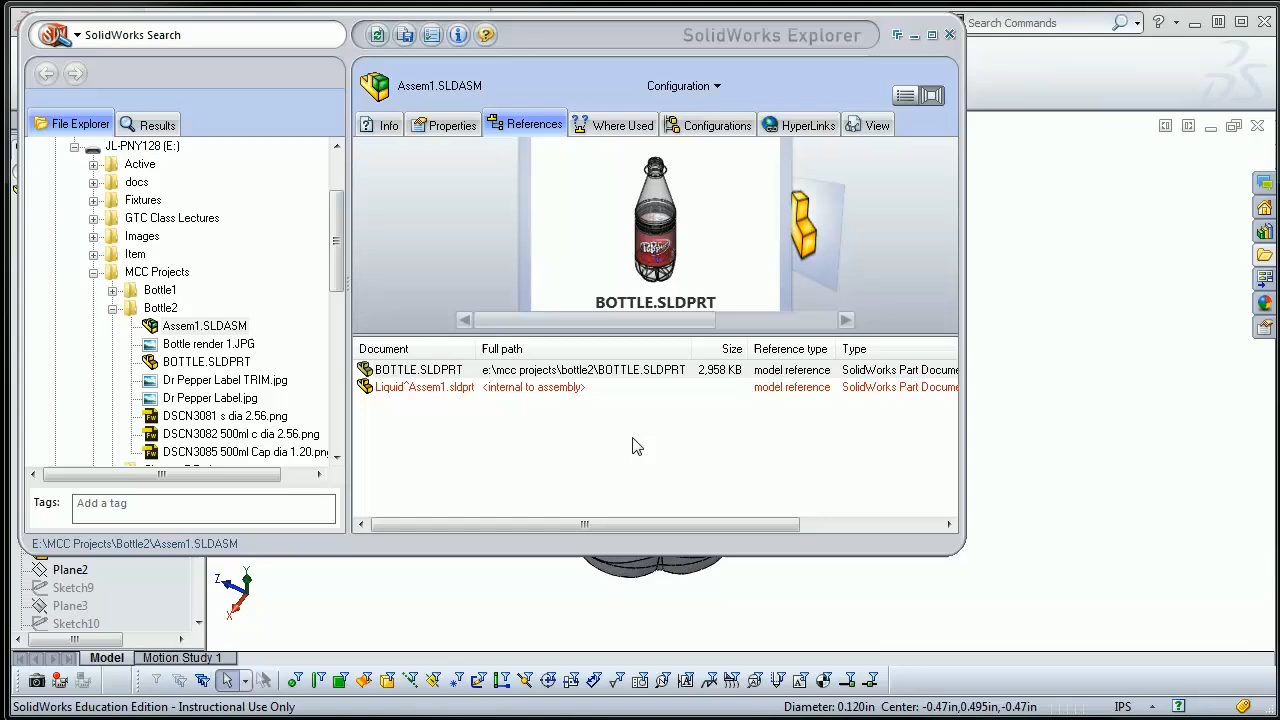 SolidWorks Search
SolidWorks Explorer
Search Commands
Assem1.SLDASM
Configuration
File Explorer
Results
Info
Properties
References
Where Used
Configurations
HyperLinks
View
JL-PNY128 (E:)
Active
docs
Fixtures
GTC Class Lectures
Images
Item
MCC Projects
Bottle1
Bottle2
Assem1.SLDASM
Bottle render 1.JPG
BOTTLE.SLDPRT
Dr Pepper Label TRIM.jpg
Dr Pepper Label.jpg
DSCN3081 s dia 2.56.png
DSCN3082 500ml c dia 2.56.png
DSCN3085 500ml Cap dia 1.20.png
Tags:
Add a tag
E:\MCC Projects\Bottle2\Assem1.SLDASM
Pepper
BOTTLE.SLDPRT
Document Full path Size Reference type Type
BOTTLE.SLDPRT e:\mcc projects\bottle2\BOTTLE.SLDPRT 2,958 KB model reference SolidWorks Part Docume
Liquid^Assem1.sldprt <internal to assembly> model reference SolidWorks Part Docume
Plane2
Sketch9
Plane3
Sketch10
Z
Y
X
Model
Motion Study 1
SolidWorks Education Edition - Instructional Use Only
Diameter: 0.120in Center: -0.47in,0.495in,-0.47in
IPS